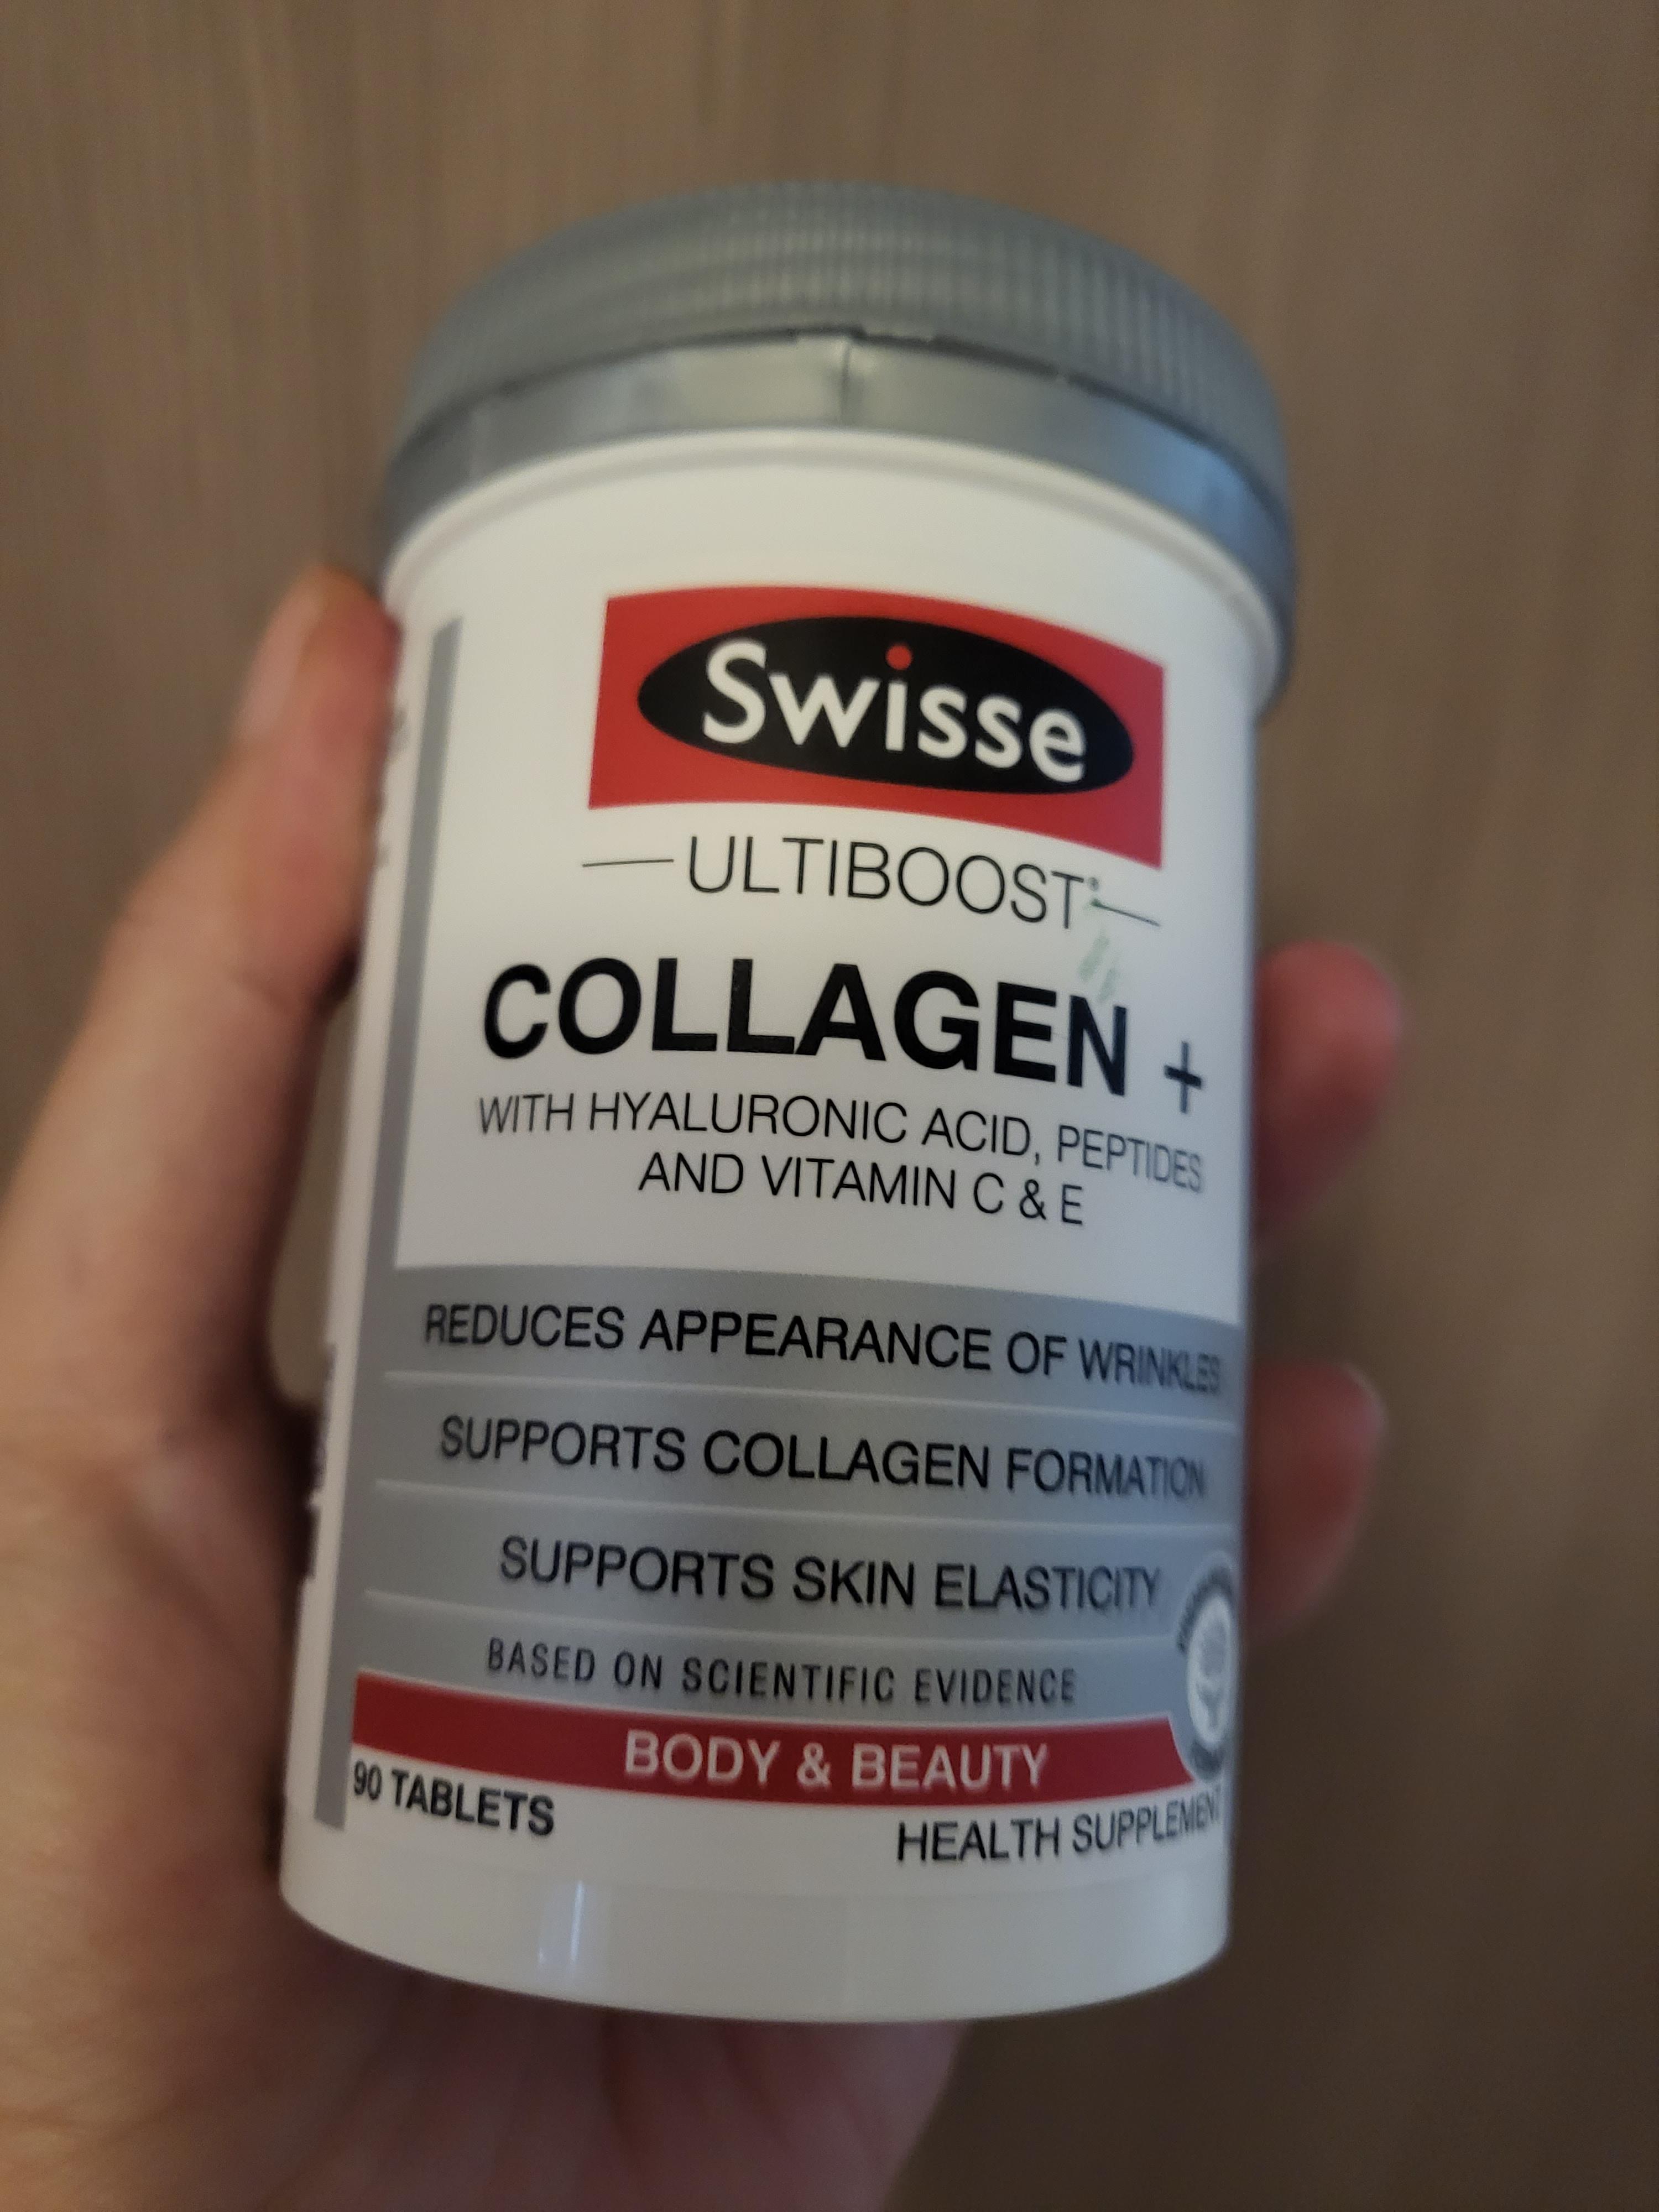 Swisse
ULTIBOOST®
COLLAGEN +
WITH HYALURONIC ACID, PEPTIDES
AND VITAMIN C & E
REDUCES APPEARANCE OF WRINKLES
SUPPORTS COLLAGEN FORMATION
SUPPORTS SKIN ELASTICITY
BASED ON SCIENTIFIC EVIDENCE
BODY & BEAUTY
90 TABLETS
HEALTH SUPPLEMENT